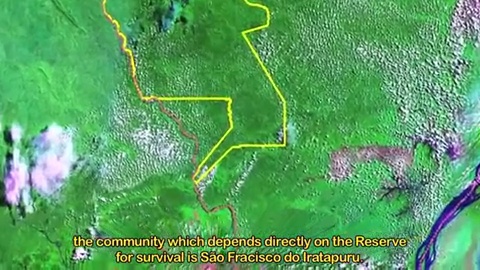 the community which depends directly on the Reserve
for survival is São Fracisco do Iratapuru.